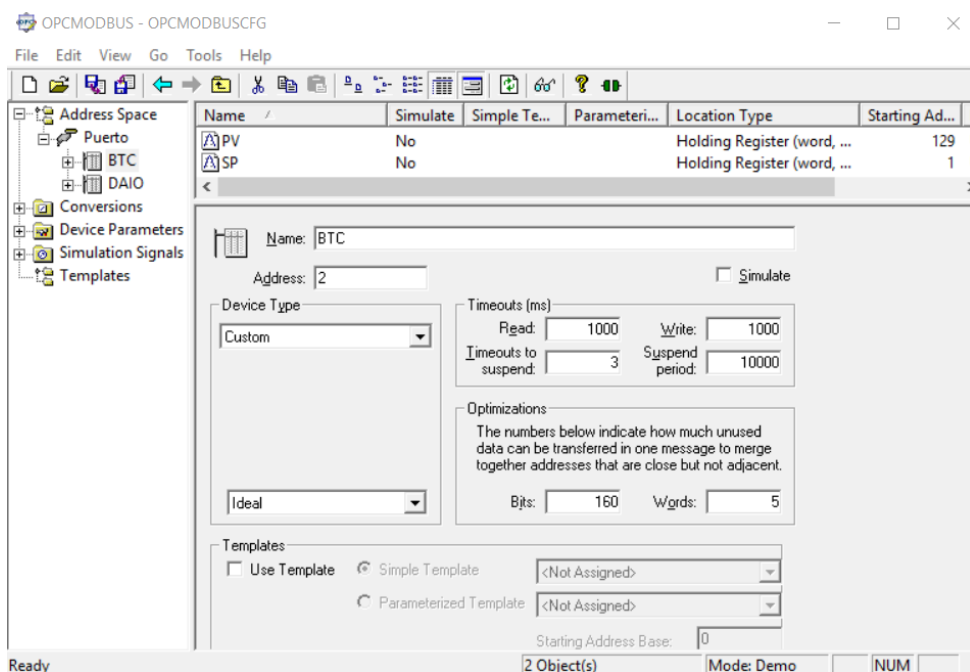 OPCMODBUS - OPCMODBUSCFG
File Edit View Go Tools Help
Address Space
Puerto
BTC
DAIO
Conversions
Device Parameters
Simulation Signals
Templates
Name Simulate Simple Te... Parameteri... Location Type Starting Ad...
PV No Holding Register (word, ... 129
SP No Holding Register (word, ... 1
Name: BTC
Address: 2 Simulate
Device Type
Custom
Ideal
Timeouts (ms)
Read: 1000 Write: 1000
Timeouts to suspend: 3 Suspend period: 10000
Optimizations
The numbers below indicate how much unused
data can be transferred in one message to merge
together addresses that are close but not adjacent.
Bits: 160 Words: 5
Templates
Use Template Simple Template <Not Assigned>
Parameterized Template <Not Assigned>
Starting Address Base: 0
Ready 2 Object(s) Mode: Demo NUM